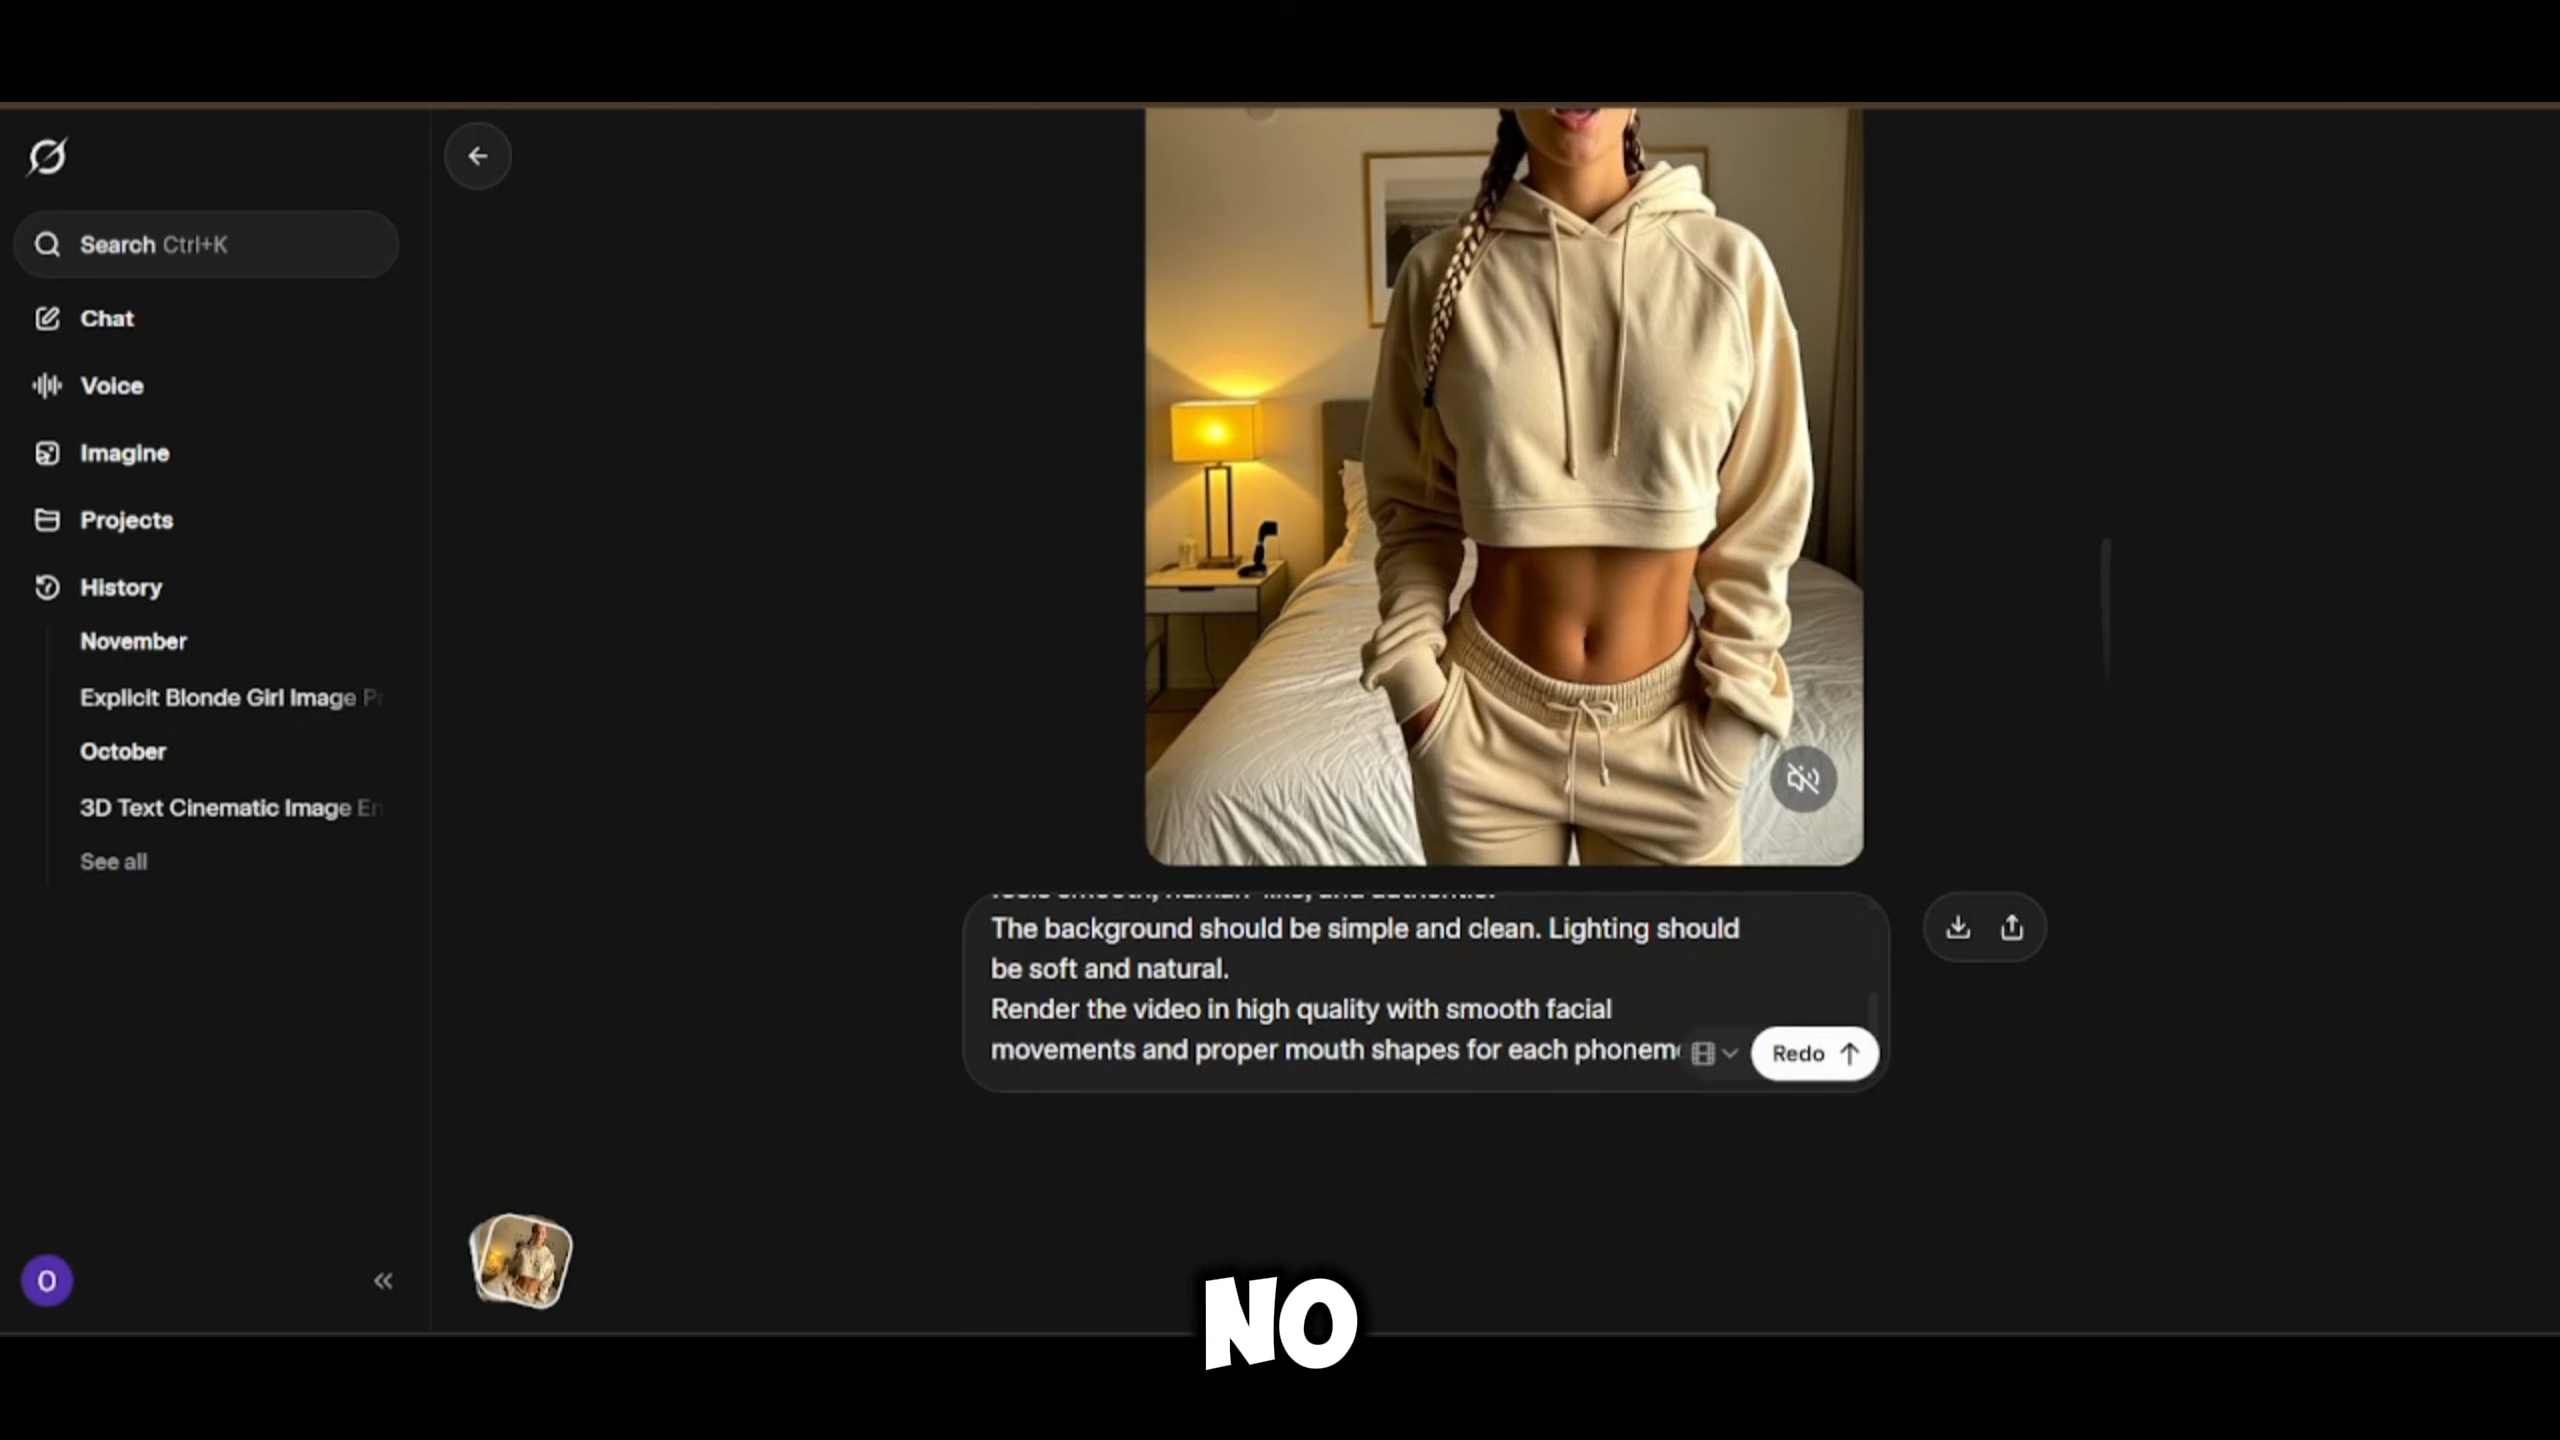 Search Ctrl+K
Chat
Voice
Imagine
Projects
History
November
Explicit Blonde Girl Image
October
3D Text Cinematic Image
See all
The background should be simple and clean. Lighting should
be soft and natural.
Render the video in high quality with smooth facial
movements and proper mouth shapes for each
Redo
O
NO